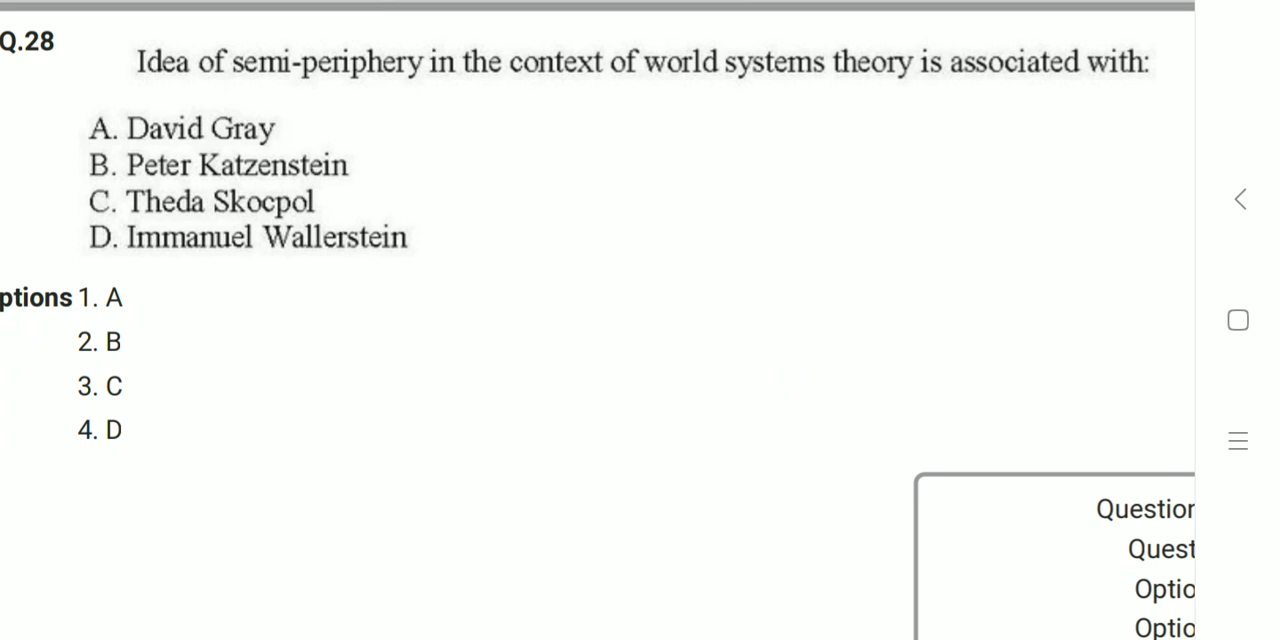 Q.28
Idea of semi-periphery in the context of world systems theory is associated with:
A. David Gray
B. Peter Katzenstein
C. Theda Skocpol
D. Immanuel Wallerstein
ptions 1. A
2. B
3. C
4. D
Question
Quest
Optio
Optio